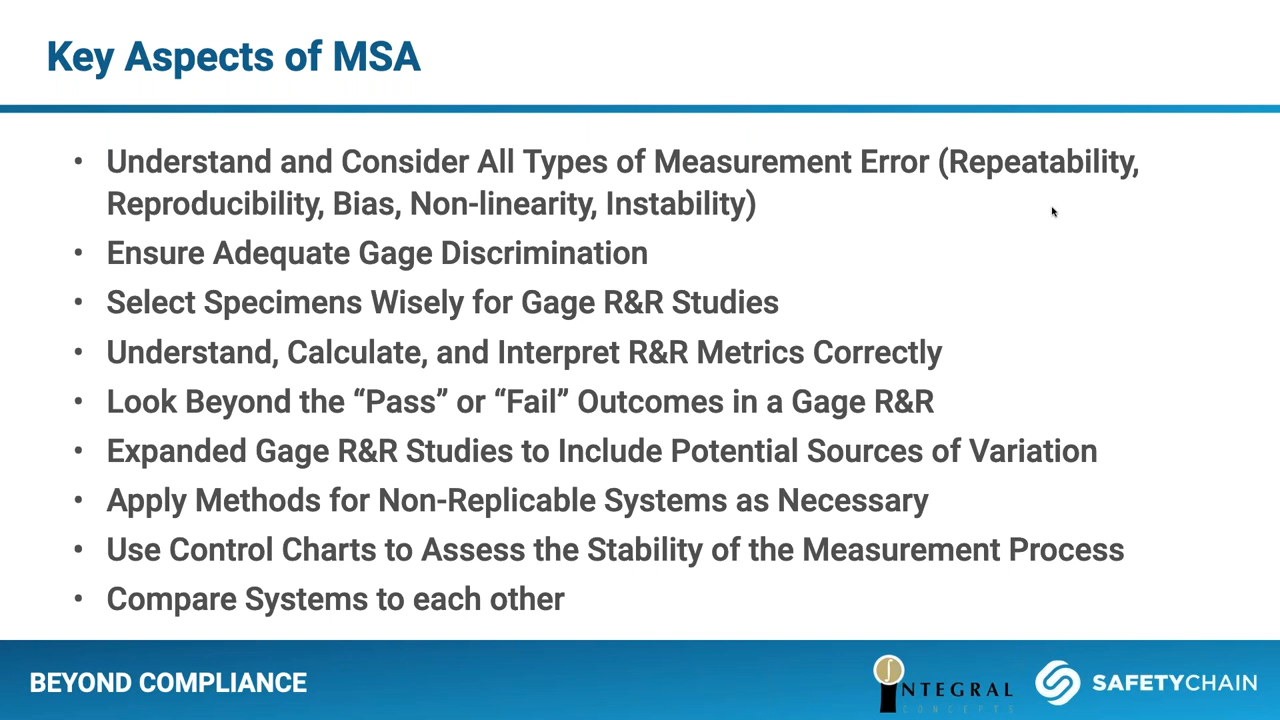 Key Aspects of MSA
• Understand and Consider All Types of Measurement Error (Repeatability,
Reproducibility, Bias, Non-linearity, Instability)
• Ensure Adequate Gage Discrimination
• Select Specimens Wisely for Gage R&R Studies
• Understand, Calculate, and Interpret R&R Metrics Correctly
• Look Beyond the “Pass” or “Fail” Outcomes in a Gage R&R
• Expanded Gage R&R Studies to Include Potential Sources of Variation
• Apply Methods for Non-Replicable Systems as Necessary
• Use Control Charts to Assess the Stability of the Measurement Process
• Compare Systems to each other
BEYOND COMPLIANCE
INTEGRAL
CONCEPTS
SAFETYCHAIN